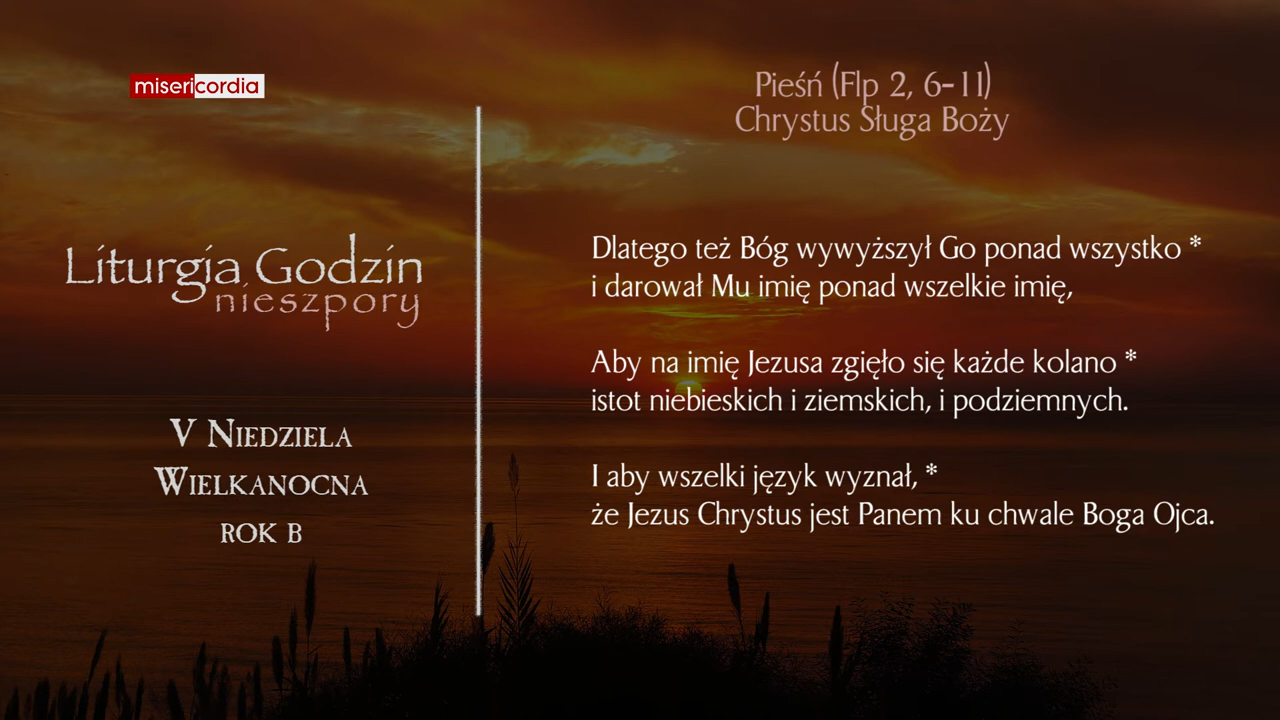 misericordia
Liturgia Godzin
nieszpory
V Niedziela
Wielkanocna
rok B
Pieśń (Flp 2, 6-11)
Chrystus Sługa Boży
Dlatego też Bóg wywyższył Go ponad wszystko *
i darował Mu imię ponad wszelkie imię,
Aby na imię Jezusa zgięło się każde kolano *
istot niebieskich i ziemskich, i podziemnych.
I aby wszelki język wyznał, *
że Jezus Chrystus jest Panem ku chwale Boga Ojca.